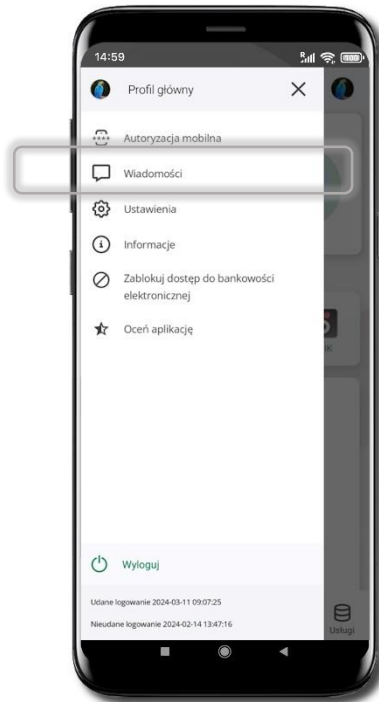 14:59
Profil główny
Autoryzacja mobilna
Wiadomości
Ustawienia
Informacje
Zablokuj dostęp do bankowości
elektronicznej
Oceń aplikację
IK
Wyloguj
Udane logowanie 2024-03-11 09:07:25
Nieudane logowanie 2024-02-14 13:47:16
Usługi